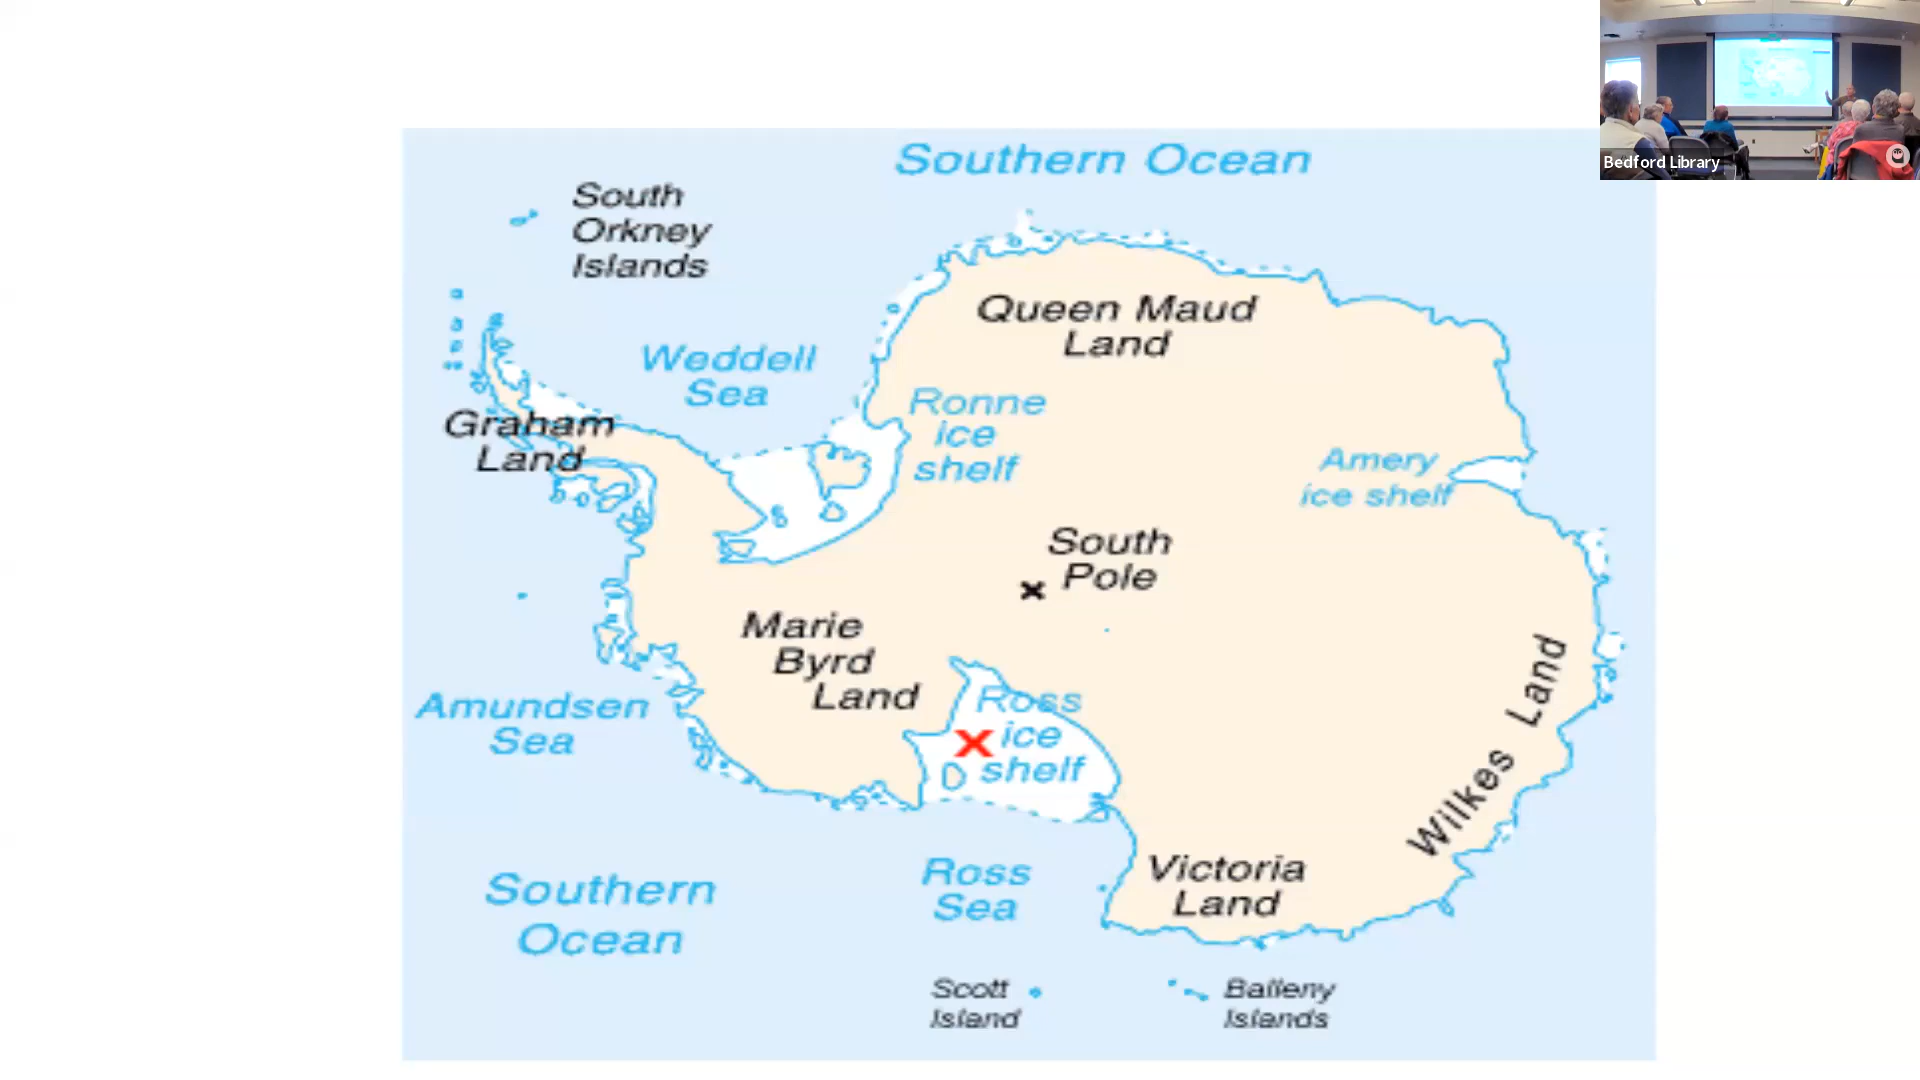 Bedford Library
Southern Ocean
South
Orkney
Islands
Queen Maud
Land
Weddell
Sea
Ronne
ice
shelf
Graham
Land
Amery
ice shelf
South
Pole
Marie
Byrd
Land
Ross
ice
shelf
Amundsen
Sea
Wilkes Land
Ross
Sea
Victoria
Land
Southern
Ocean
Scott
Island
Balleny
Islands